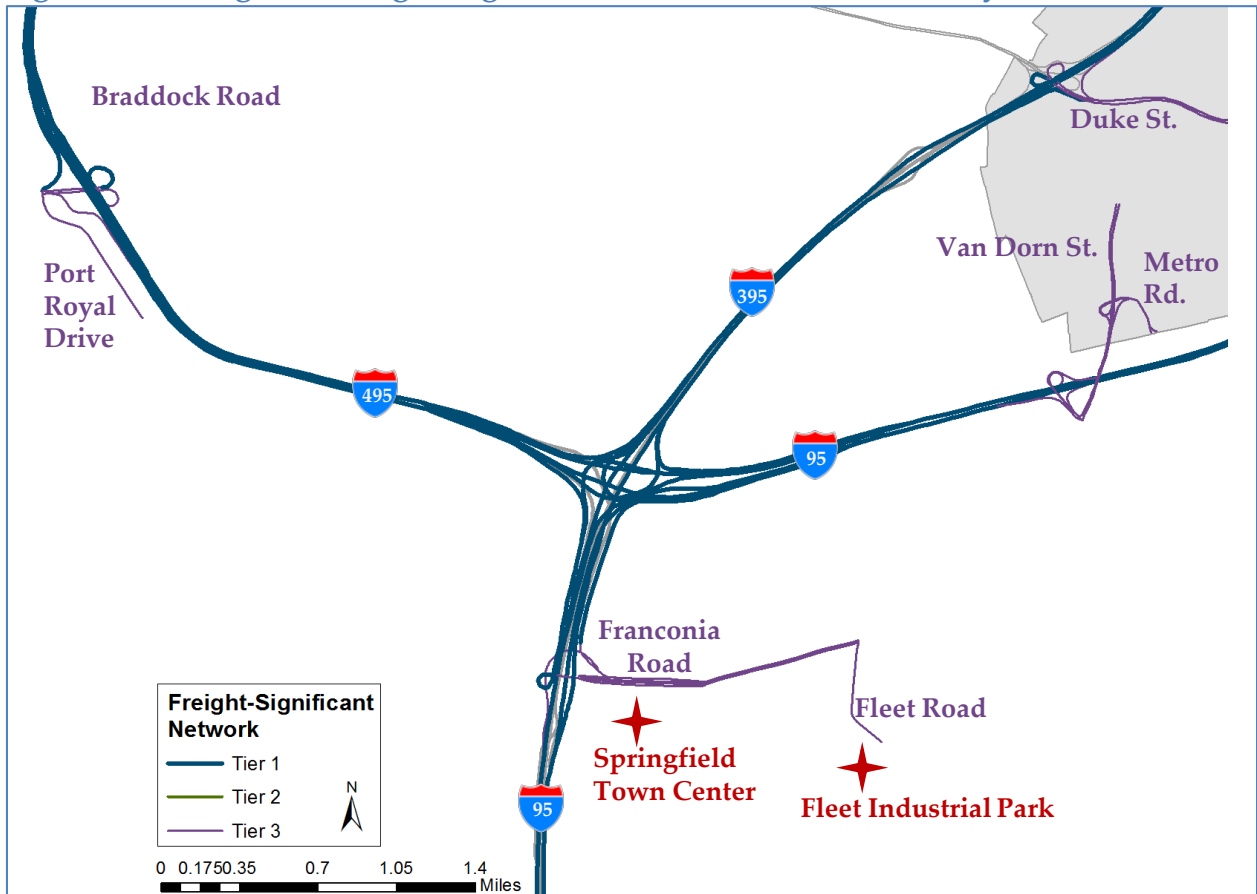 Braddock Road
Duke St.
Port
Royal
Drive
Van Dorn St.
Metro
Rd.
395
495
95
Franconia
Road
Fleet Road
Springfield
Town Center
Fleet Industrial Park
95
Freight-Significant
Network
Tier 1
Tier 2
Tier 3
N
0 0.175 0.35 0.7 1.05 1.4
Miles